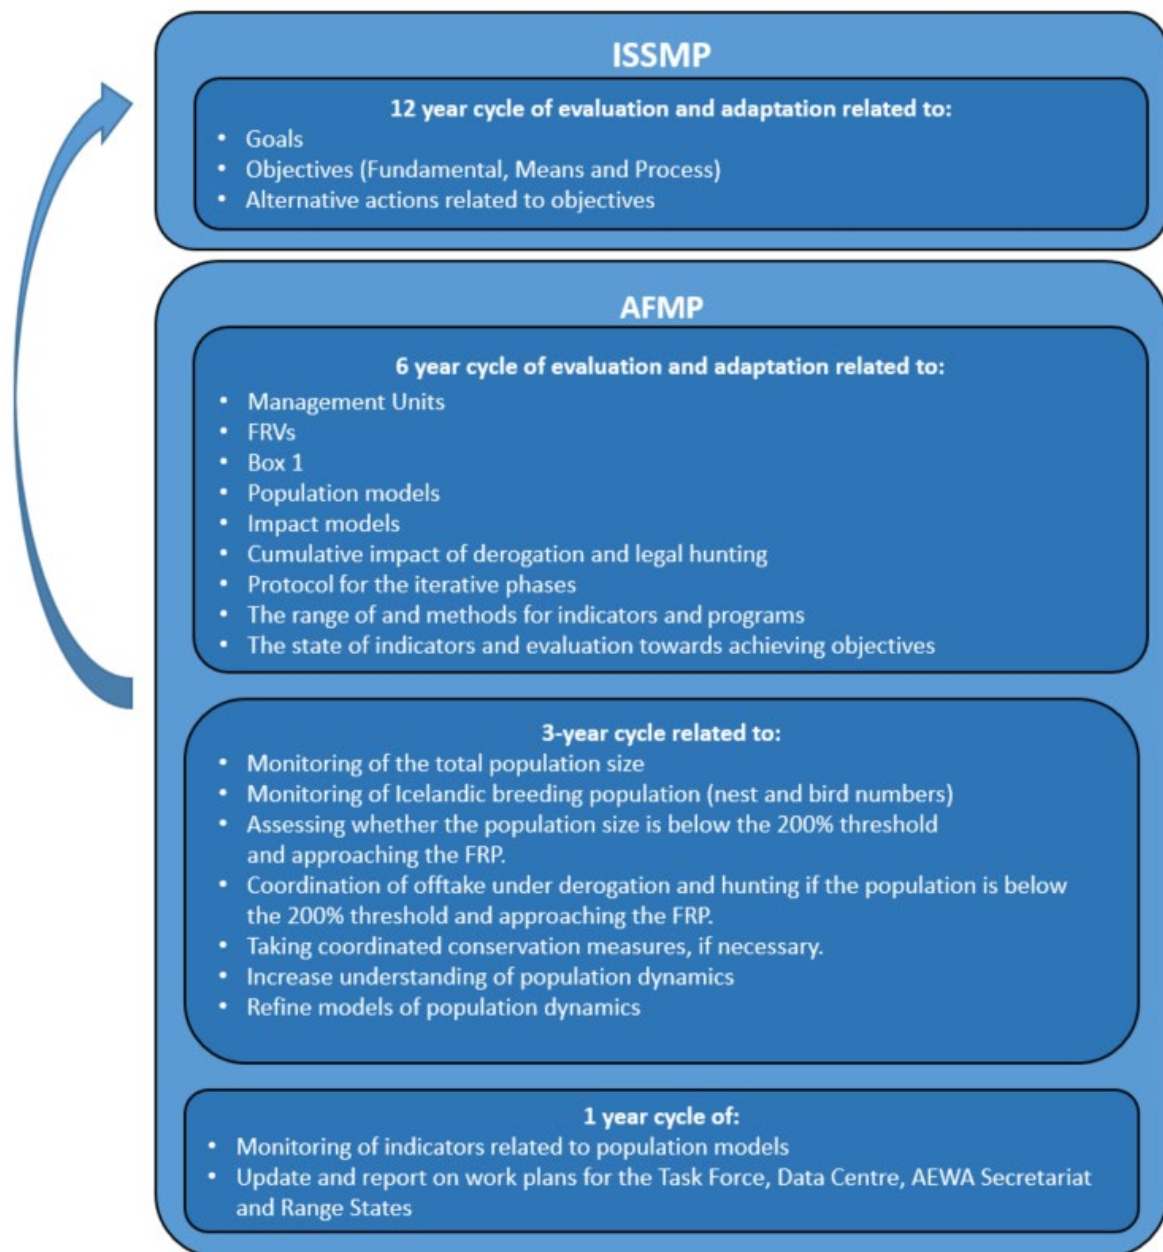 ISSMP
12 year cycle of evaluation and adaptation related to:
• Goals
• Objectives (Fundamental, Means and Process)
• Alternative actions related to objectives
AFMP
6 year cycle of evaluation and adaptation related to:
• Management Units
• FRVs
• Box 1
• Population models
• Impact models
• Cumulative impact of derogation and legal hunting
• Protocol for the iterative phases
• The range of and methods for indicators and programs
• The state of indicators and evaluation towards achieving objectives
3-year cycle related to:
• Monitoring of the total population size
• Monitoring of Icelandic breeding population (nest and bird numbers)
• Assessing whether the population size is below the 200% threshold
and approaching the FRP.
• Coordination of offtake under derogation and hunting if the population is below
the 200% threshold and approaching the FRP.
• Taking coordinated conservation measures, if necessary.
• Increase understanding of population dynamics
• Refine models of population dynamics
1 year cycle of:
• Monitoring of indicators related to population models
• Update and report on work plans for the Task Force, Data Centre, AEWA Secretariat
and Range States